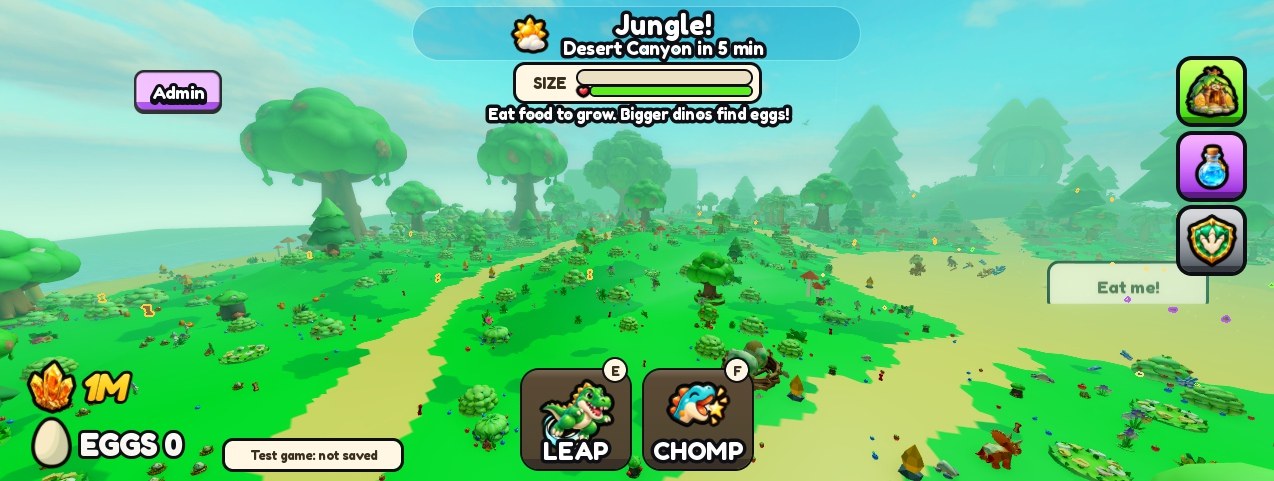 Jungle!
Desert Canyon in 5 min
Admin
SIZE
Eat food to grow. Bigger dinos find eggs!
Eat me!
1M
EGGS 0
Test game: not saved
E
LEAP
F
CHOMP